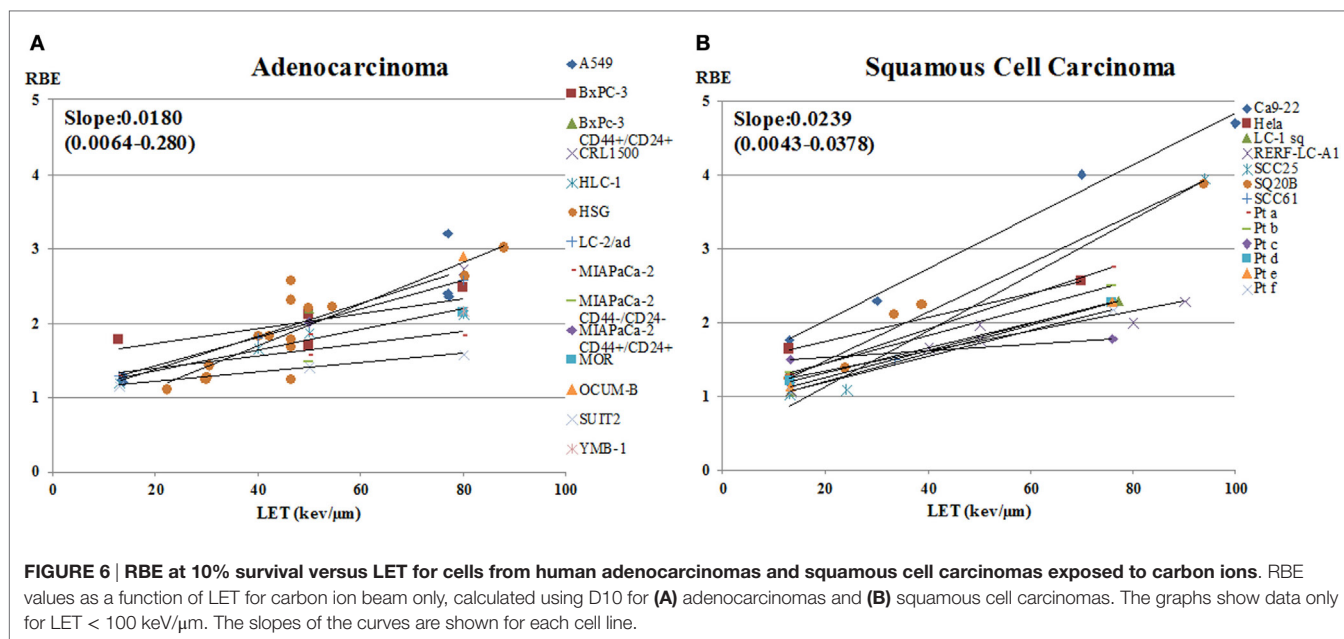 A
Adenocarcinoma
RBE
5
4
3
2
1
0
Slope:0.0180
(0.0064-0.280)
0
20
40
60
80
100
LET (kev/μm)
A549
BxPC-3
BxPc-3
CD44+/CD24+
CRL1500
HLC-1
HSG
LC-2/ad
MIAPaCa-2
MIAPaCa-2
CD44-/CD24-
MIAPaCa-2
CD44+/CD24+
MOR
OCUM-B
SUIT2
YMB-1
B
Squamous Cell Carcinoma
RBE
5
4
3
2
1
0
Slope:0.0239
(0.0043-0.0378)
0
20
40
60
80
100
LET (kev/μm)
Ca9-22
Hela
LC-1 sq
RERF-LC-A1
SCC25
SQ20B
SCC61
Pt a
Pt b
Pt c
Pt d
Pt e
Pt f
FIGURE 6 | RBE at 10% survival versus LET for cells from human adenocarcinomas and squamous cell carcinomas exposed to carbon ions. RBE
values as a function of LET for carbon ion beam only, calculated using D10 for (A) adenocarcinomas and (B) squamous cell carcinomas. The graphs show data only
for LET < 100 keV/μm. The slopes of the curves are shown for each cell line.